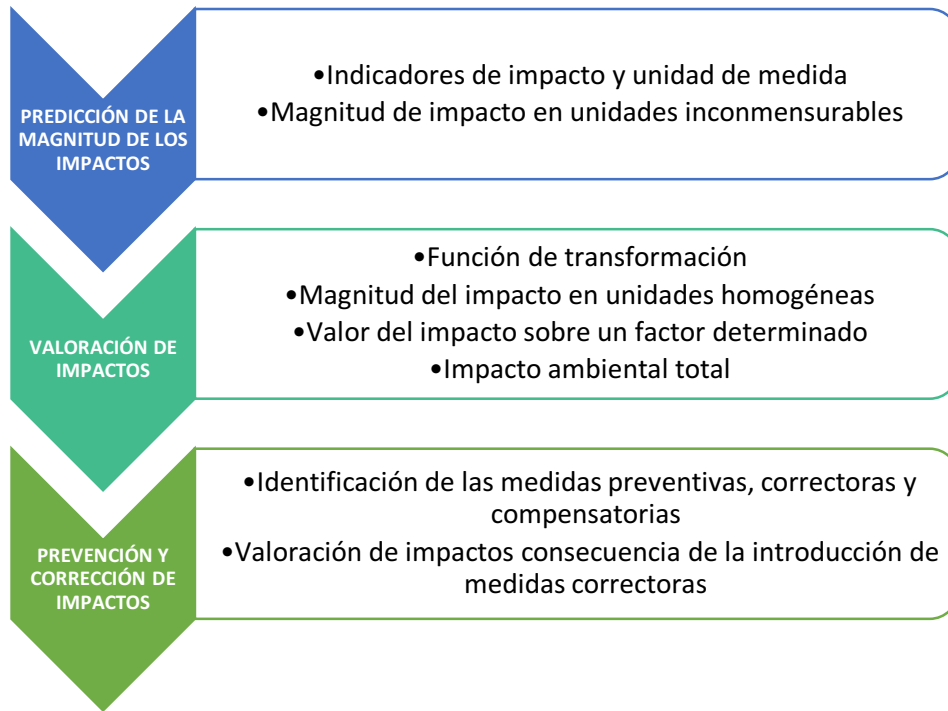 PREDICCIÓN DE LA
MAGNITUD DE LOS
IMPACTOS
•Indicadores de impacto y unidad de medida
•Magnitud de impacto en unidades inconmensurables
VALORACIÓN DE
IMPACTOS
•Función de transformación
•Magnitud del impacto en unidades homogéneas
•Valor del impacto sobre un factor determinado
•Impacto ambiental total
PREVENCIÓN Y
CORRECCIÓN DE
IMPACTOS
•Identificación de las medidas preventivas, correctoras y
compensatorias
•Valoración de impactos consecuencia de la introducción de
medidas correctoras